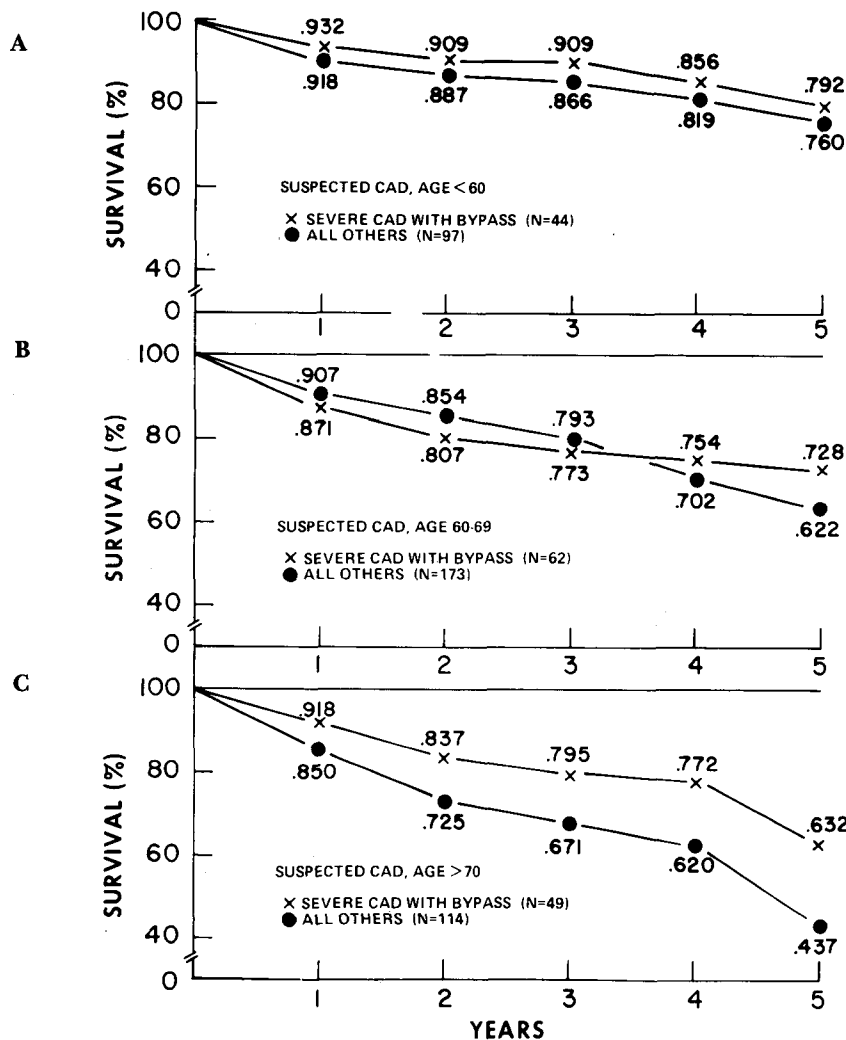 A
SURVIVAL (%)
100
80
60
40
0
.932
.909
.909
.856
.792
.918
.887
.866
.819
.760
SUSPECTED CAD, AGE < 60
× SEVERE CAD WITH BYPASS (N=44)
● ALL OTHERS (N=97)
1 2 3 4 5
B
SURVIVAL (%)
100
80
60
40
0
.907
.854
.793
.754
.728
.871
.807
.773
.702
.622
SUSPECTED CAD, AGE 60-69
× SEVERE CAD WITH BYPASS (N=62)
● ALL OTHERS (N=173)
1 2 3 4 5
C
SURVIVAL (%)
100
80
60
40
0
.918
.837
.795
.772
.632
.850
.725
.671
.620
.437
SUSPECTED CAD, AGE >70
× SEVERE CAD WITH BYPASS (N=49)
● ALL OTHERS (N=114)
1 2 3 4 5
YEARS